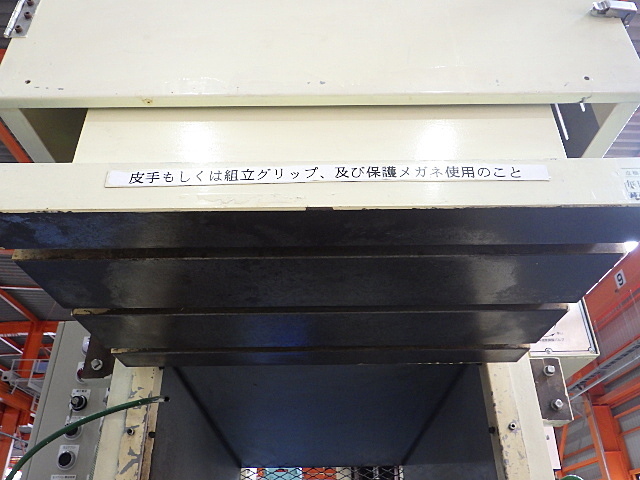 皮手もしくは組立グリップ、及び保護メガネ使用のこと
9